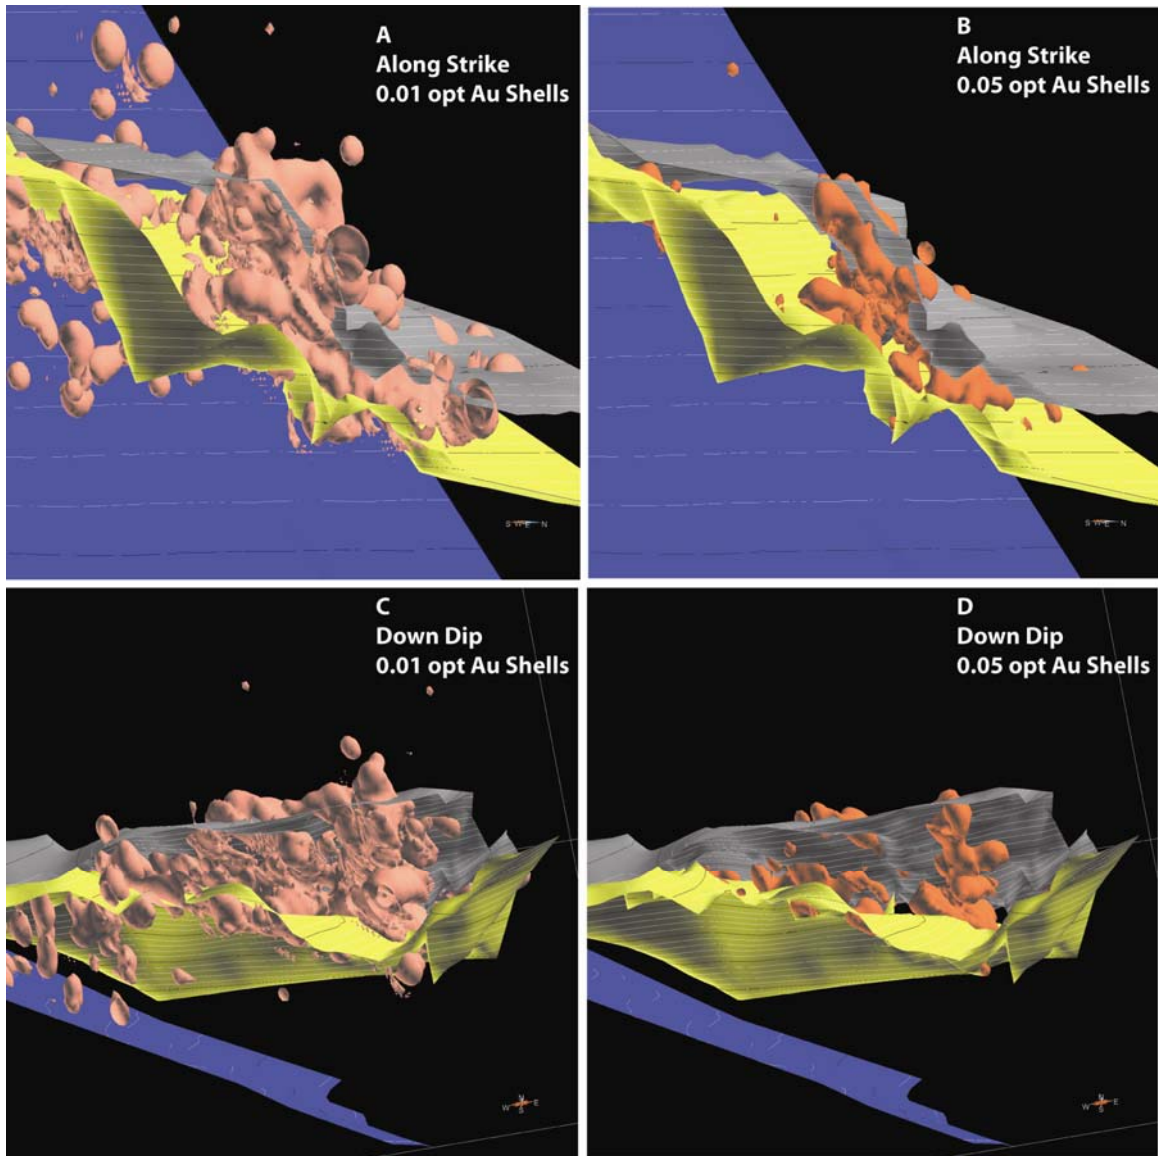 A
Along Strike
0.01 opt Au Shells
B
Along Strike
0.05 opt Au Shells
S W E N
S W E N
C
Down Dip
0.01 opt Au Shells
D
Down Dip
0.05 opt Au Shells
N
W E
S
N
W E
S